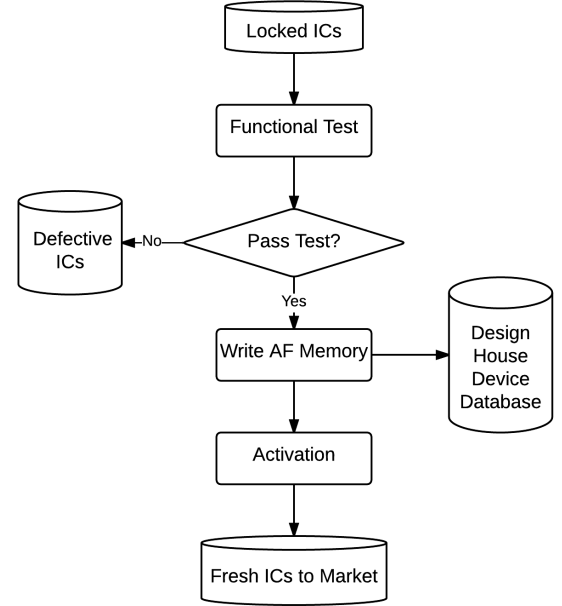 Locked ICs
Functional Test
Pass Test?
No
Defective
ICs
Yes
Write AF Memory
Design
House
Device
Database
Activation
Fresh ICs to Market